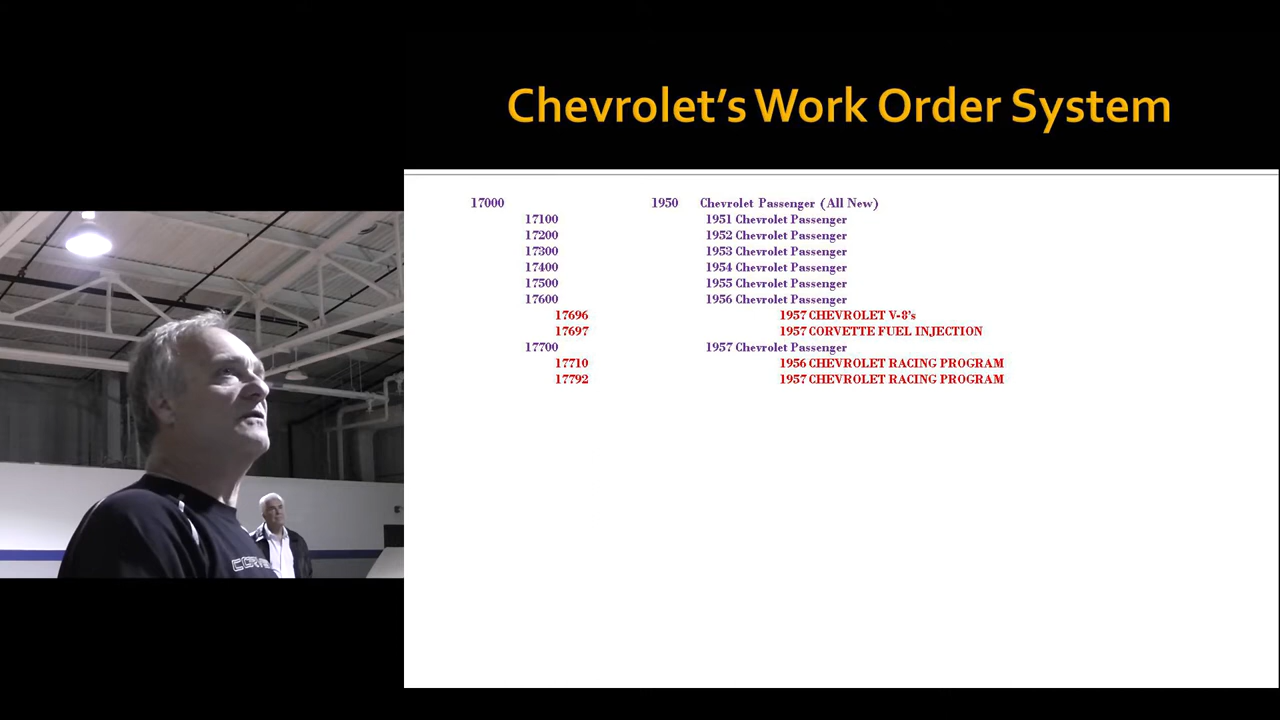 Chevrolet's Work Order System
17000 1950 Chevrolet Passenger (All New)
17100 1951 Chevrolet Passenger
17200 1952 Chevrolet Passenger
17300 1953 Chevrolet Passenger
17400 1954 Chevrolet Passenger
17500 1955 Chevrolet Passenger
17600 1956 Chevrolet Passenger
17696 1957 CHEVROLET V-8's
17697 1957 CORVETTE FUEL INJECTION
17700 1957 Chevrolet Passenger
17710 1956 CHEVROLET RACING PROGRAM
17792 1957 CHEVROLET RACING PROGRAM